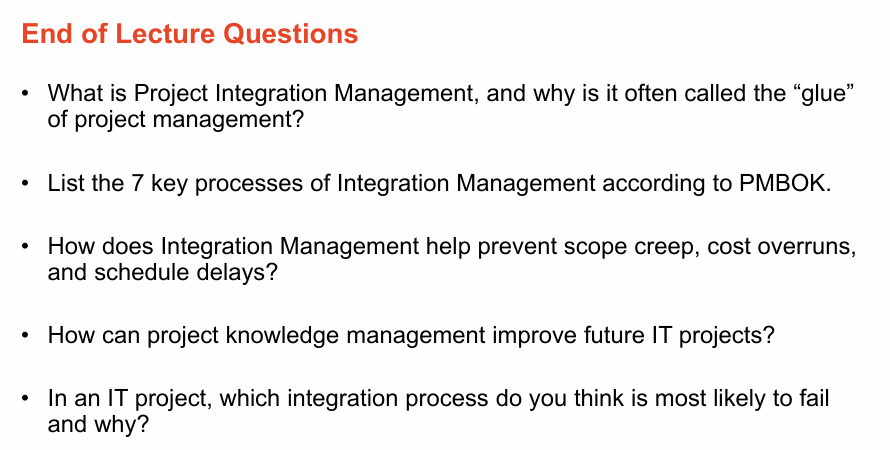 End of Lecture Questions
• What is Project Integration Management, and why is it often called the “glue”
of project management?
• List the 7 key processes of Integration Management according to PMBOK.
• How does Integration Management help prevent scope creep, cost overruns,
and schedule delays?
• How can project knowledge management improve future IT projects?
• In an IT project, which integration process do you think is most likely to fail
and why?